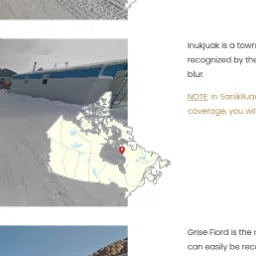 Inukjuak is a town
recognized by the
blur.
NOTE: In Sanikiluaq
coverage, you wil
Grise Fiord is the
can easily be reco